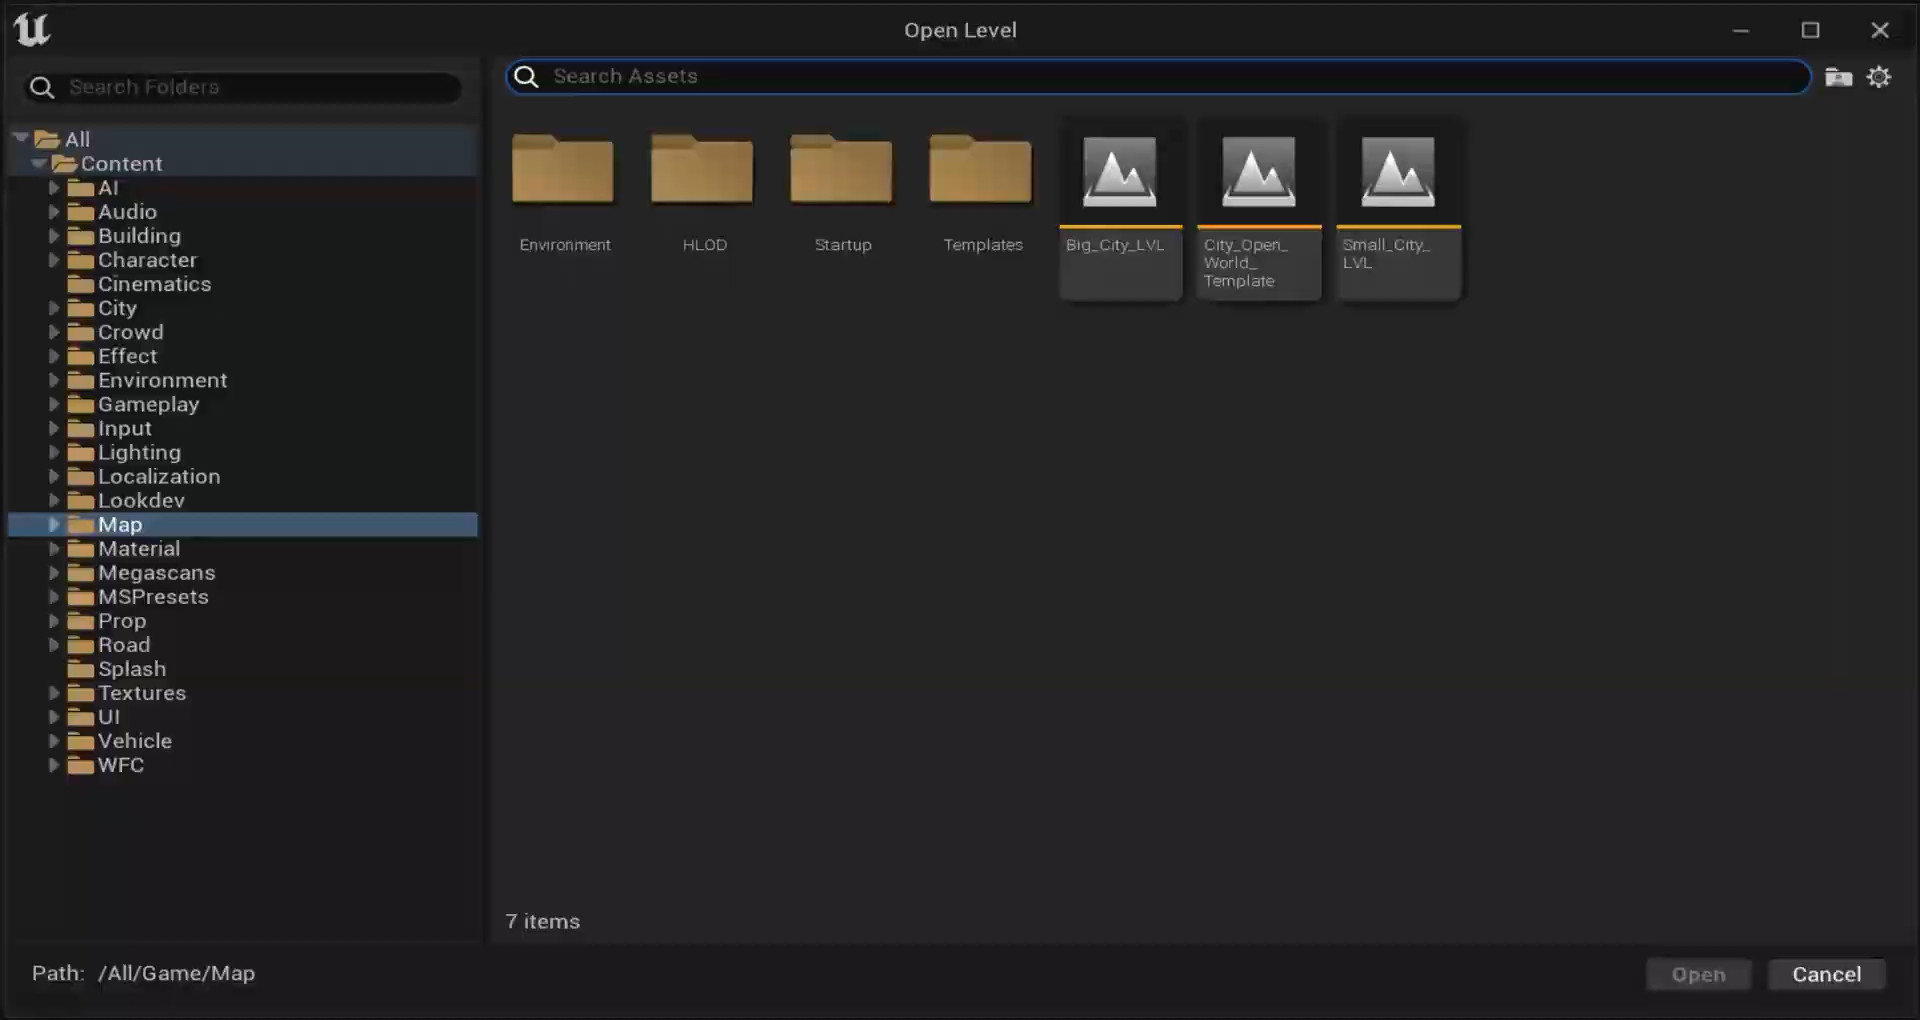 Open Level
Search Folders
Search Assets
All
Content
AI
Audio
Building
Character
Cinematics
City
Crowd
Effect
Environment
Gameplay
Input
Lighting
Localization
Lookdev
Map
Material
Megascans
MSPresets
Prop
Road
Splash
Textures
UI
Vehicle
WFC
Environment
HLOD
Startup
Templates
Big_City_LVL
City_Open_
World_
Template
Small_City_
LVL
7 items
Path: /All/Game/Map
Open
Cancel